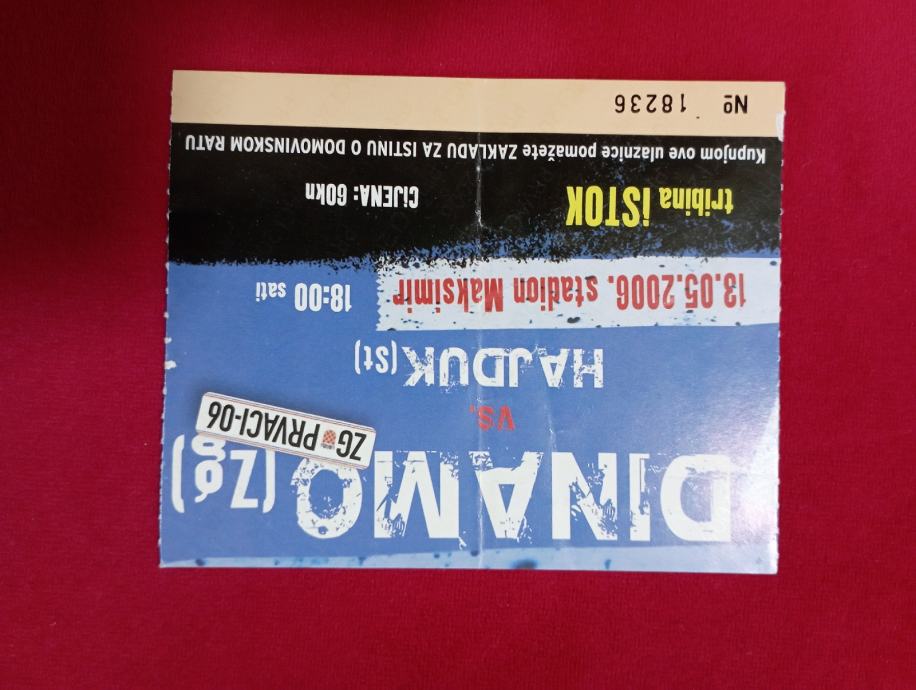 DINAMO (Zg)
ZG PRVACI-06
vs.
HAJDUK (St)
13.05.2006. stadion Maksimir 18:00 sati
tribina iSTOK CiJENA: 60kn
Kupnjom ove ulaznice pomažete ZAKLADU ZA ISTINU O DOMOVINSKOM RATU
Nº 18236